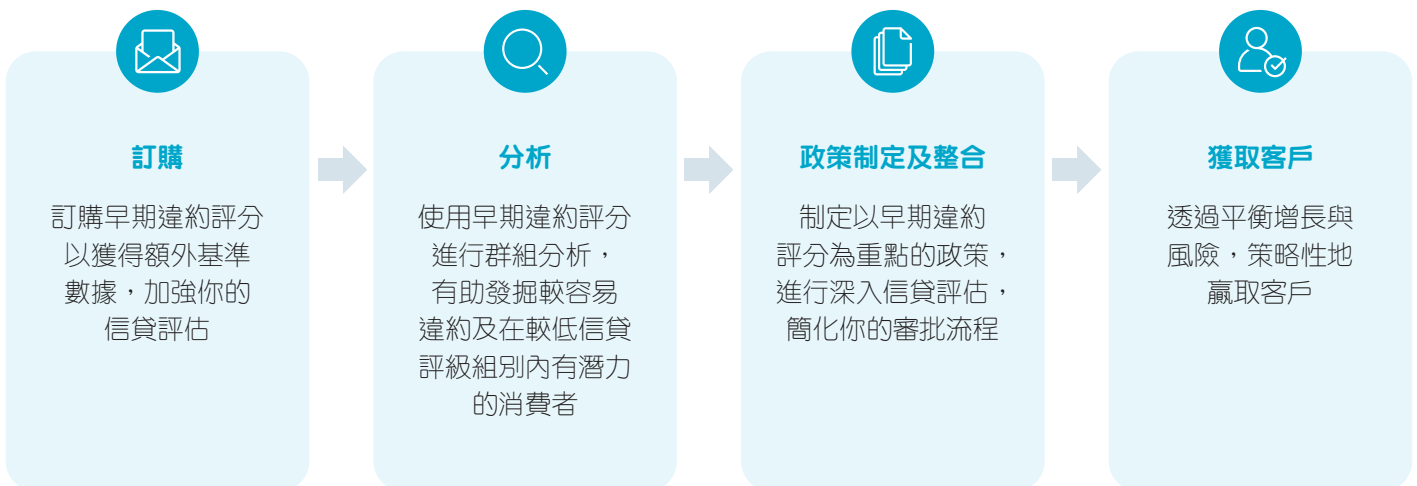 訂購
訂購早期違約評分
以獲得額外基準
數據，加強你的
信貸評估
分析
使用早期違約評分
進行群組分析，
有助發掘較容易
違約及在較低信貸
評級組別內有潛力
的消費者
政策制定及整合
制定以早期違約
評分為重點的政策，
進行深入信貸評估，
簡化你的審批流程
獲取客戶
透過平衡增長與
風險，策略性地
贏取客戶